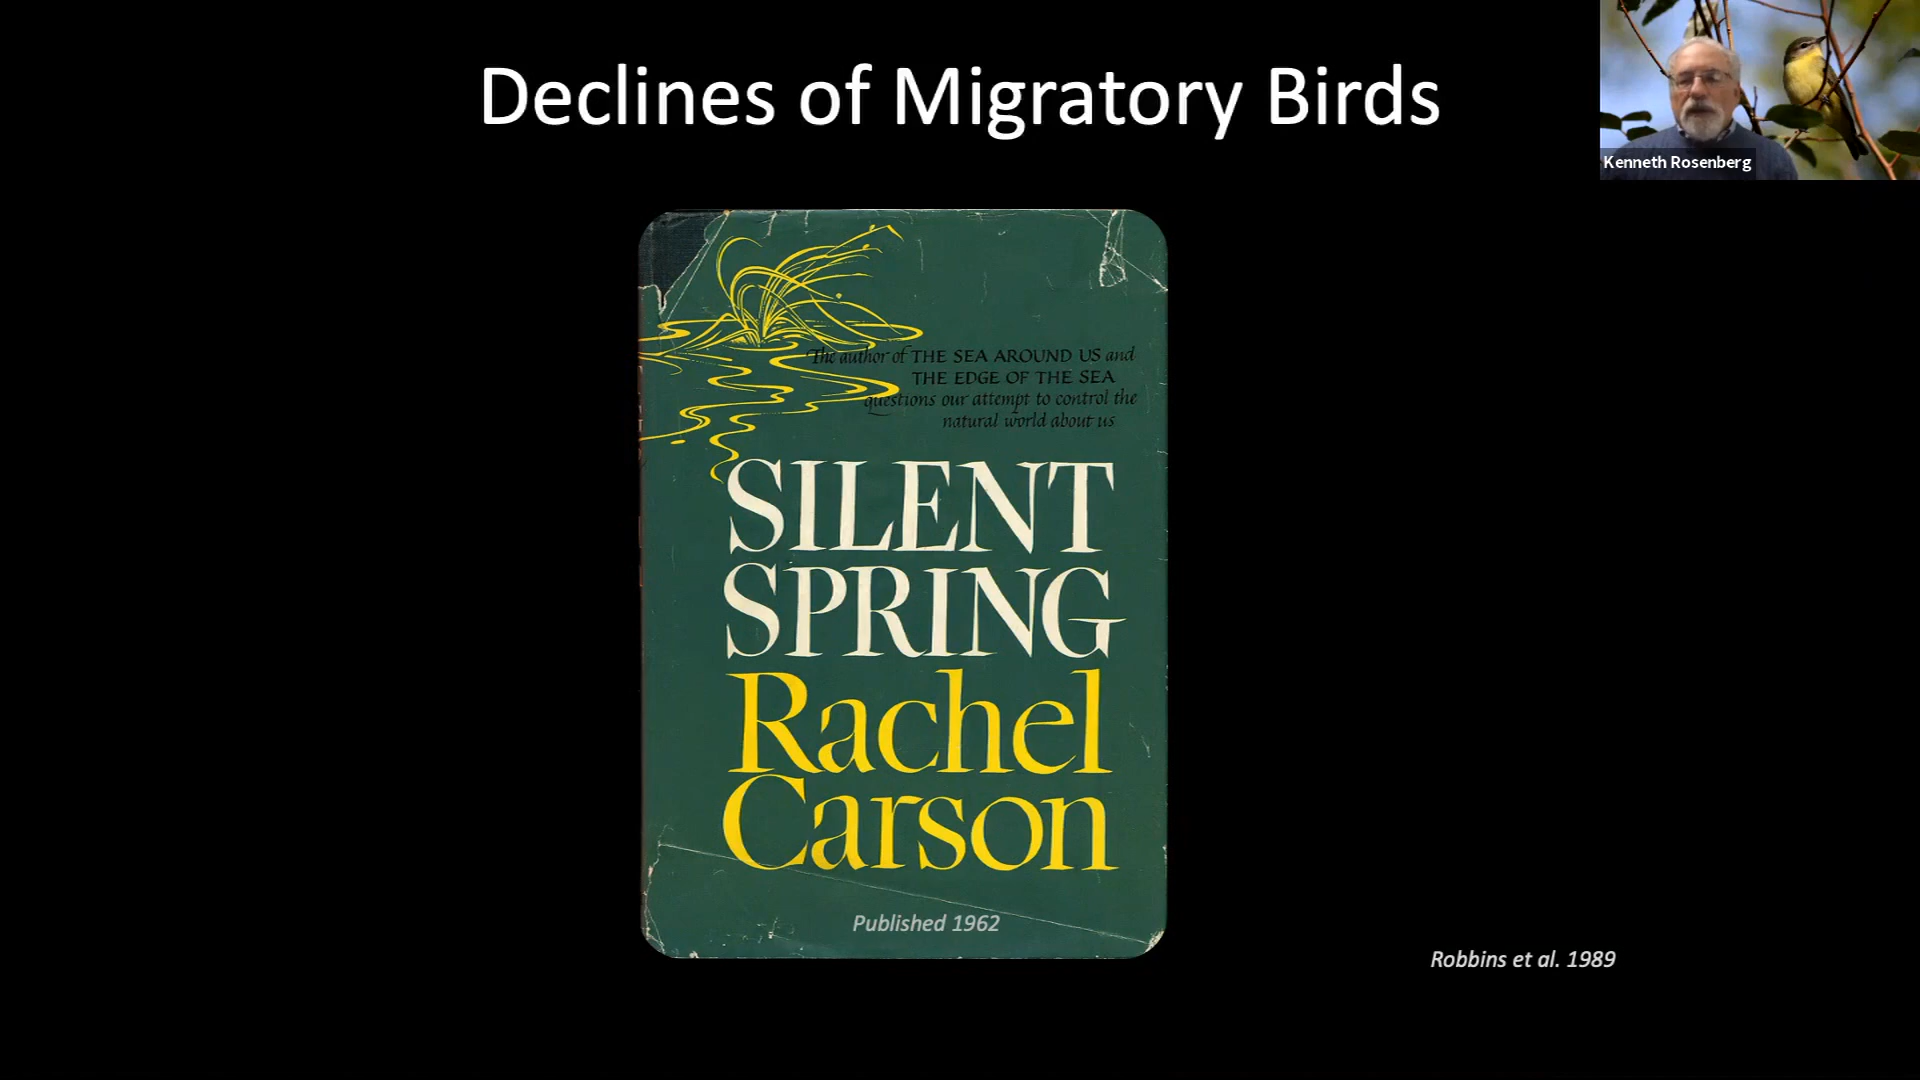 Declines of Migratory Birds
Kenneth Rosenberg
The author of THE SEA AROUND US and
THE EDGE OF THE SEA
questions our attempt to control the
natural world about us
SILENT
SPRING
Rachel
Carson
Published 1962
Robbins et al. 1989